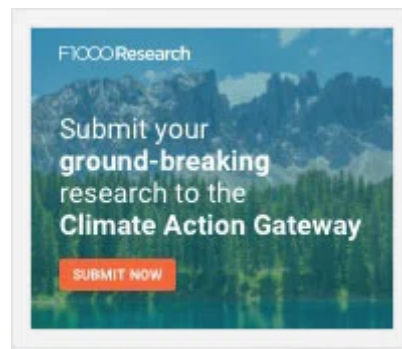 F1000Research
Submit your
ground-breaking
research to the
Climate Action Gateway
SUBMIT NOW